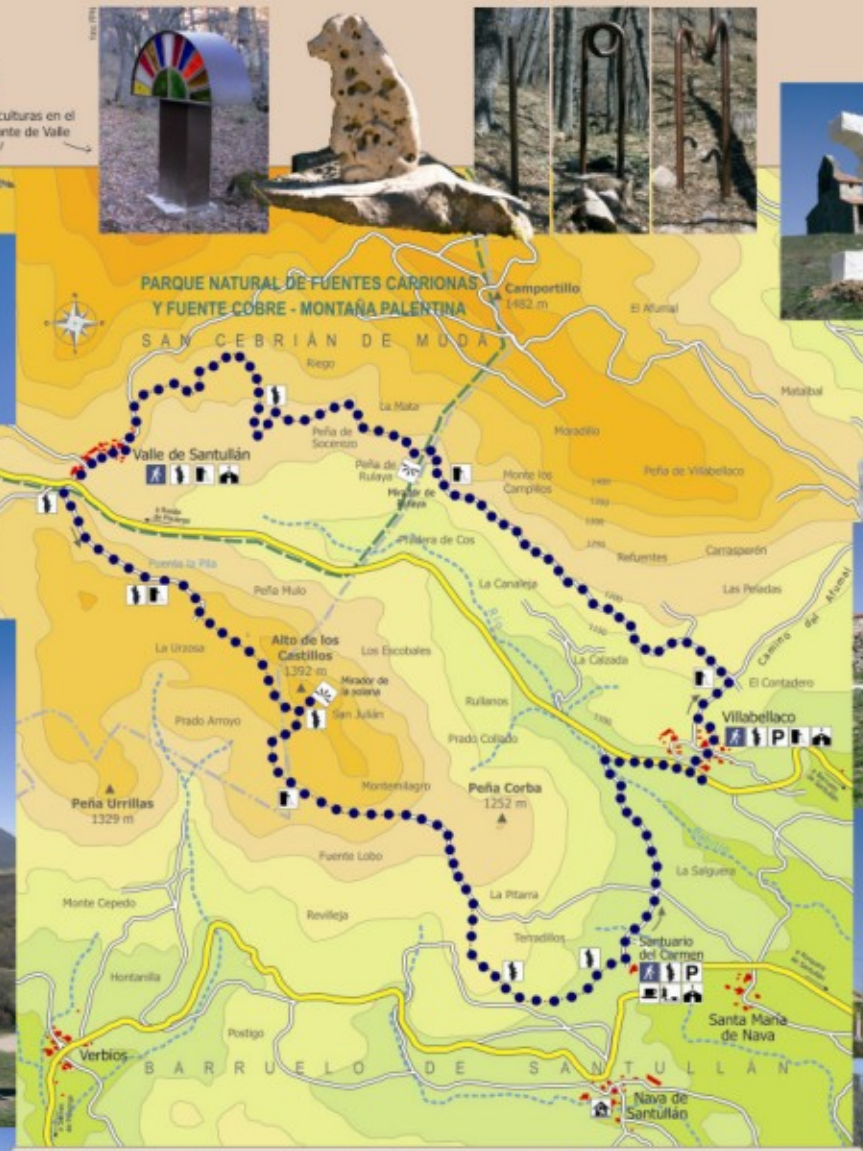 culturas en el
nte de Valle
PARQUE NATURAL DE FUENTES CARRIONAS
Y FUENTE COBRE - MONTAÑA PALENTINA
Camportillo
1482 m
El Afumal
SAN CEBRIÁN DE MUDÁ
Riego
Mataibal
La Mata
Peña de
Socerezo
Moradillo
Valle de Santullán
Peña de
Rulaya
Mirador de
Rulaya
Monte los
Campillos
Peña de Villabellaco
Refuentes
Carrasperón
Fuente la Pila
Peña Mulo
La Canaleja
Las Peladas
1200
Camino del Afumal
La Urzosa
Alto de los
Castillos
1392 m
Los Escobales
La Calzada
Mirador de
la solana
El Contadero
San Julián
Rullanos
Prado Arroyo
Villabellaco
P
Prado Collado
Peña Urrillas
1329 m
Montemilagro
Peña Corba
1252 m
Fuente Lobo
La Salguera
La Pitarra
Monte Cepedo
Revilleja
Terradillos
Santuario
del Carmen
P
Hontanilla
Santa María
de Nava
Postigo
Verbios
BARRUELO DE SANTULLÁN
Nava de
Santullán